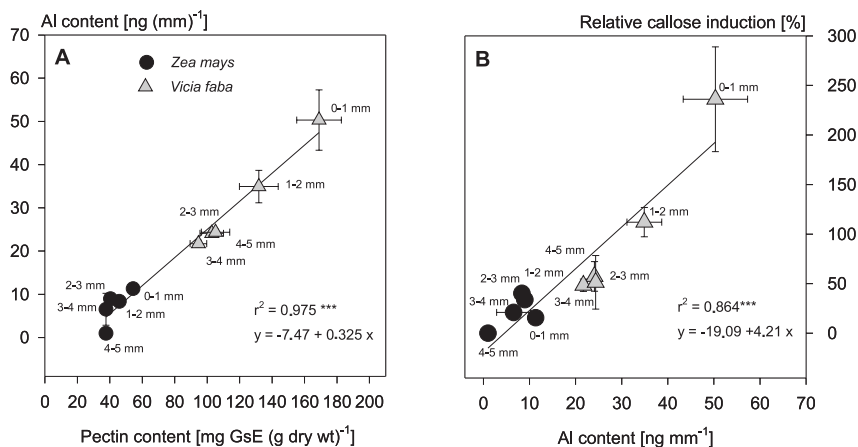 Al content [ng (mm)⁻¹
A
Zea mays
Vicia faba
70
60
50
40
30
20
10
0
0-1 mm
1-2 mm
2-3 mm
4-5 mm
3-4 mm
2-3 mm
0-1 mm
3-4 mm
1-2 mm
4-5 mm
r² = 0.975 ***
y = -7.47 + 0.325 x
0 20 40 60 80 100 120 140 160 180 200
Pectin content [mg GsE (g dry wt)⁻¹
Relative callose induction [%]
B
300
250
200
150
100
50
0
0-1 mm
1-2 mm
4-5 mm
2-3 mm
1-2 mm
2-3 mm
3-4 mm
3-4 mm
0-1 mm
4-5 mm
r² = 0.864***
y = -19.09 +4.21 x
0 10 20 30 40 50 60 70
Al content [ng mm⁻¹]